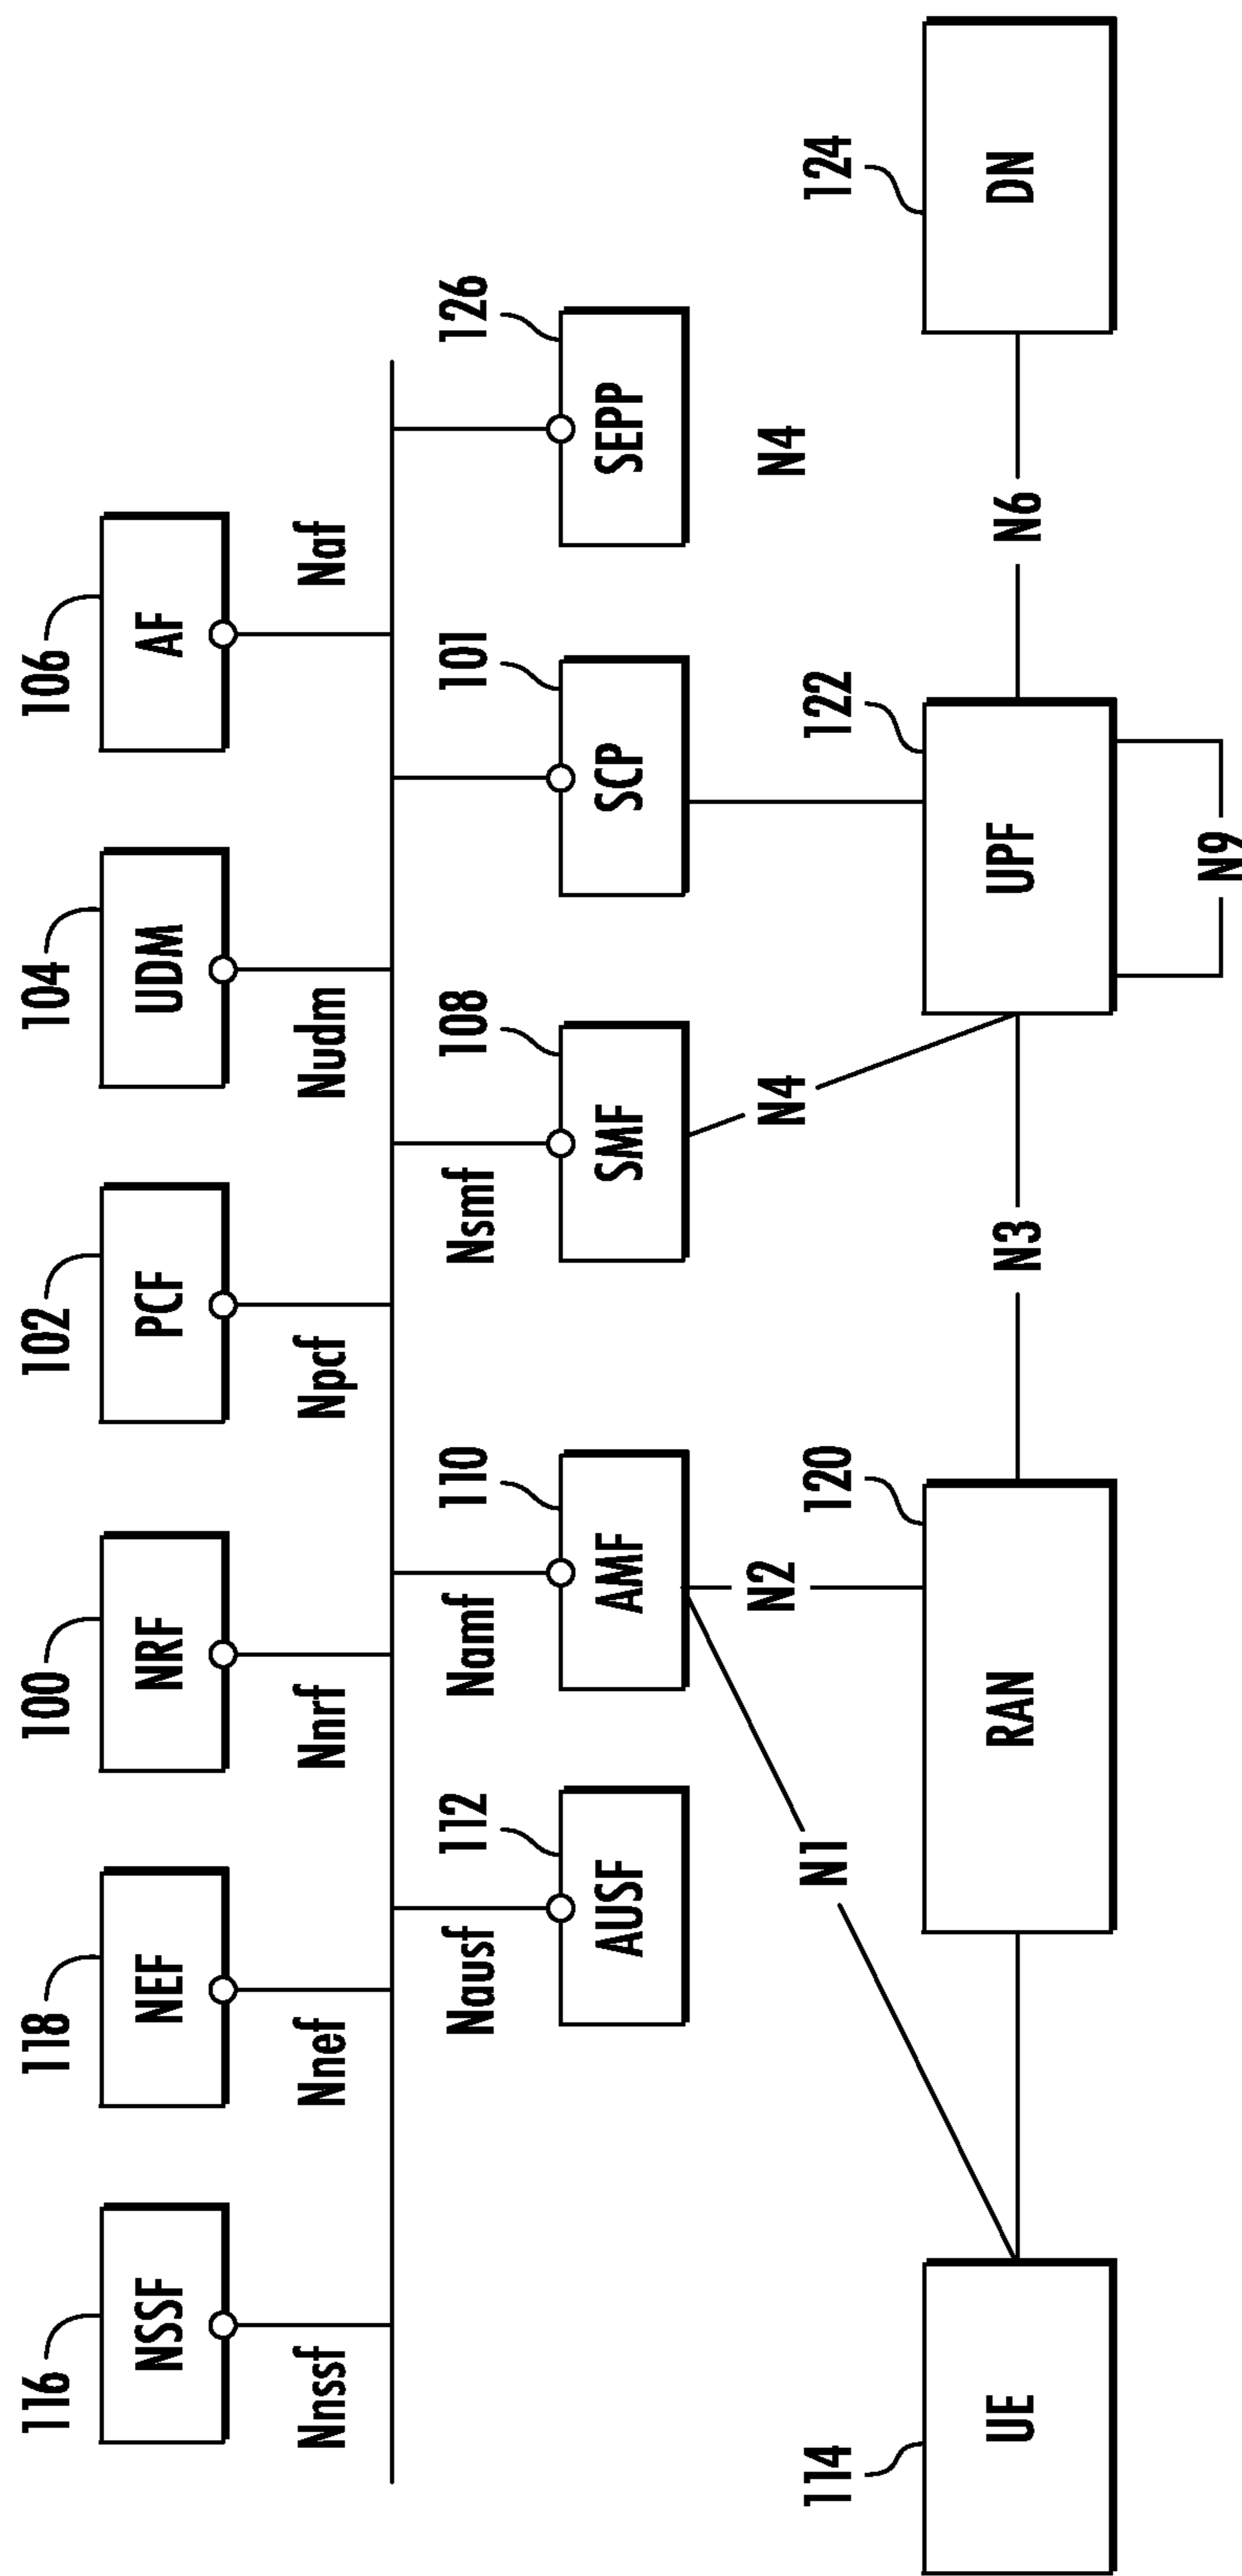 116
118
100
102
104
106
NSSF
NEF
NRF
PCF
UDM
AF
Nnssf
Nnef
Nnrf
Npcf
Nudm
Naf
Nausf
Namf
Nsmf
112
110
108
101
126
AUSF
AMF
SMF
SCP
SEPP
N2
N4
N4
N1
114
120
122
124
UE
RAN
N3
UPF
N6
DN
N9